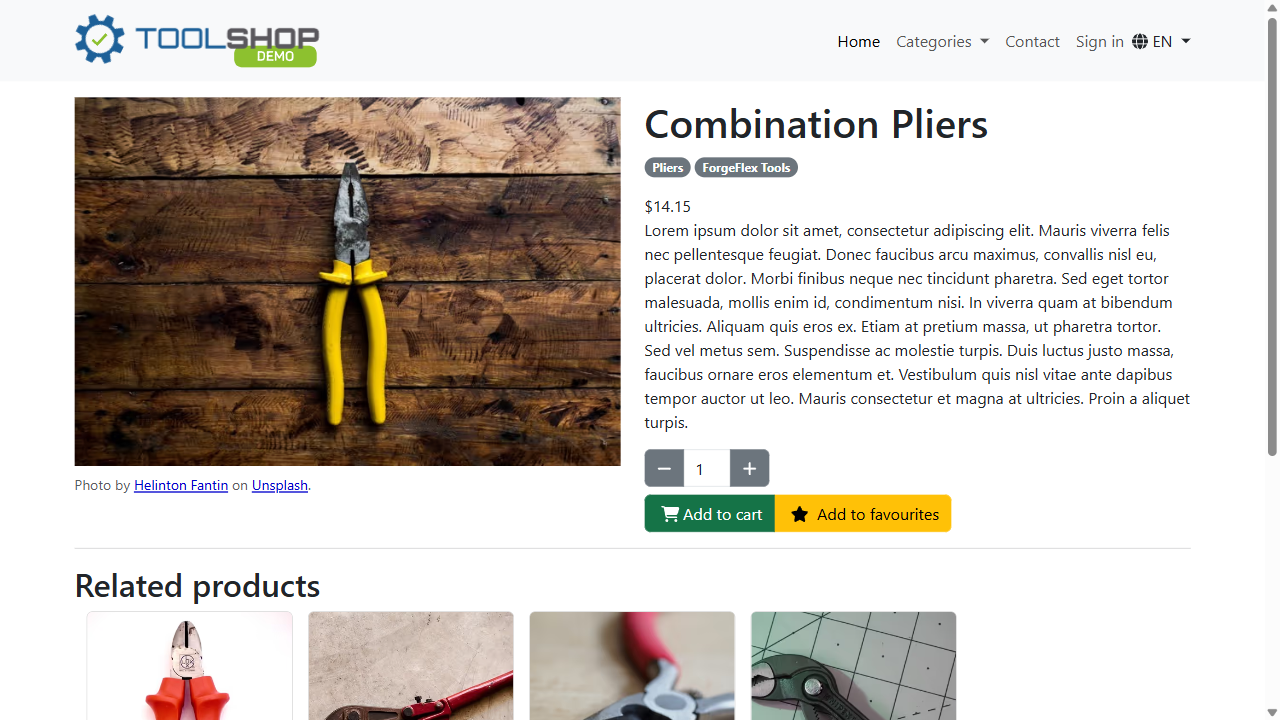 TOOLSHOP
DEMO
Home Categories Contact Sign in EN
Combination Pliers
Pliers ForgeFlex Tools
$14.15
Lorem ipsum dolor sit amet, consectetur adipiscing elit. Mauris viverra felis
nec pellentesque feugiat. Donec faucibus arcu maximus, convallis nisl eu,
placerat dolor. Morbi finibus neque nec tincidunt pharetra. Sed eget tortor
malesuada, mollis enim id, condimentum nisi. In viverra quam at bibendum
ultricies. Aliquam quis eros ex. Etiam at pretium massa, ut pharetra tortor.
Sed vel metus sem. Suspendisse ac molestie turpis. Duis luctus justo massa,
faucibus ornare eros elementum et. Vestibulum quis nisl vitae ante dapibus
tempor auctor ut leo. Mauris consectetur et magna at ultricies. Proin a aliquet
turpis.
1
Add to cart Add to favourites
Photo by Helinton Fantin on Unsplash.
Related products